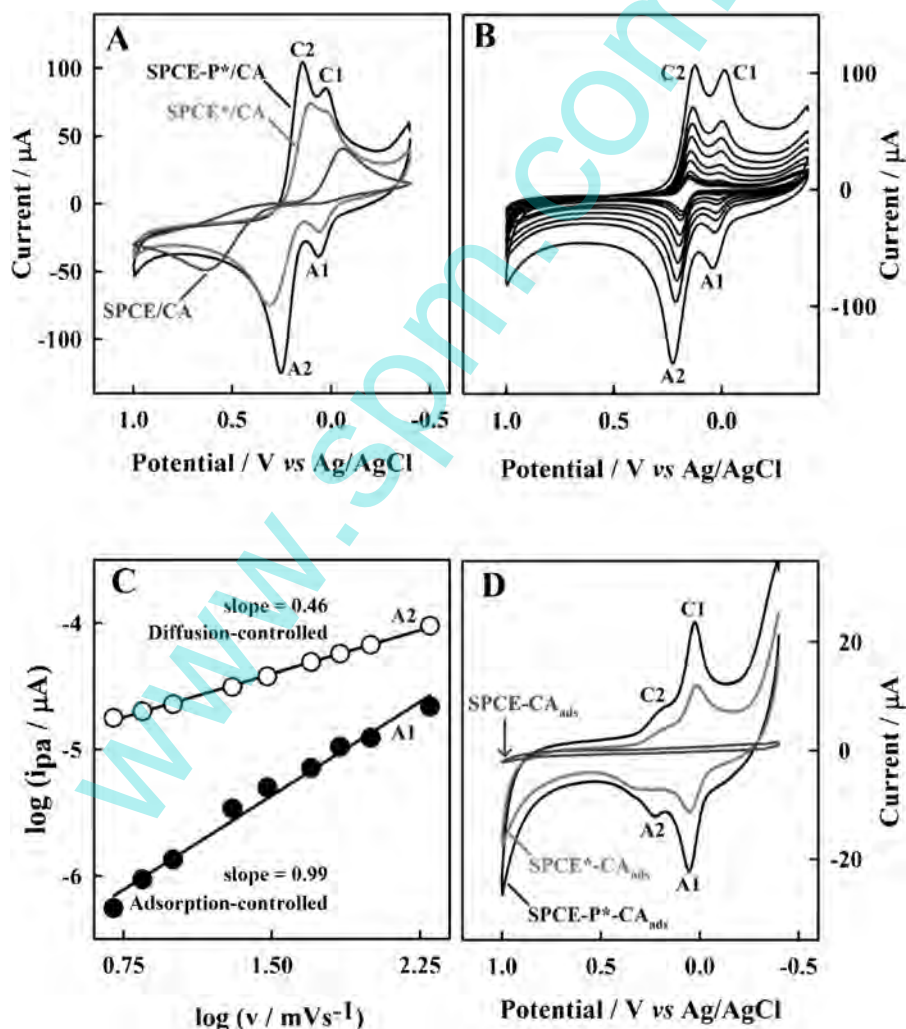 A
C2
C1
SPCE-P*/CA
SPCE*/CA
SPCE/CA
A1
A2
100
50
0
-50
-100
Current / µA
1.0
0.5
0.0
-0.5
Potential / V vs Ag/AgCl
B
C2
C1
A1
A2
100
0
-100
Current / µA
1.0
0.5
0.0
Potential / V vs Ag/AgCl
C
slope = 0.46
Diffusion-controlled
A2
A1
slope = 0.99
Adsorption-controlled
-4
-5
-6
log (ipa / µA)
0.75
1.50
2.25
log (ν / mVs-1)
D
C1
C2
SPCE-CAads
A2
A1
SPCE*-CAads
SPCE-P*-CAads
20
0
-20
Current / µA
1.0
0.5
0.0
-0.5
Potential / V vs Ag/AgCl
www.spm.co